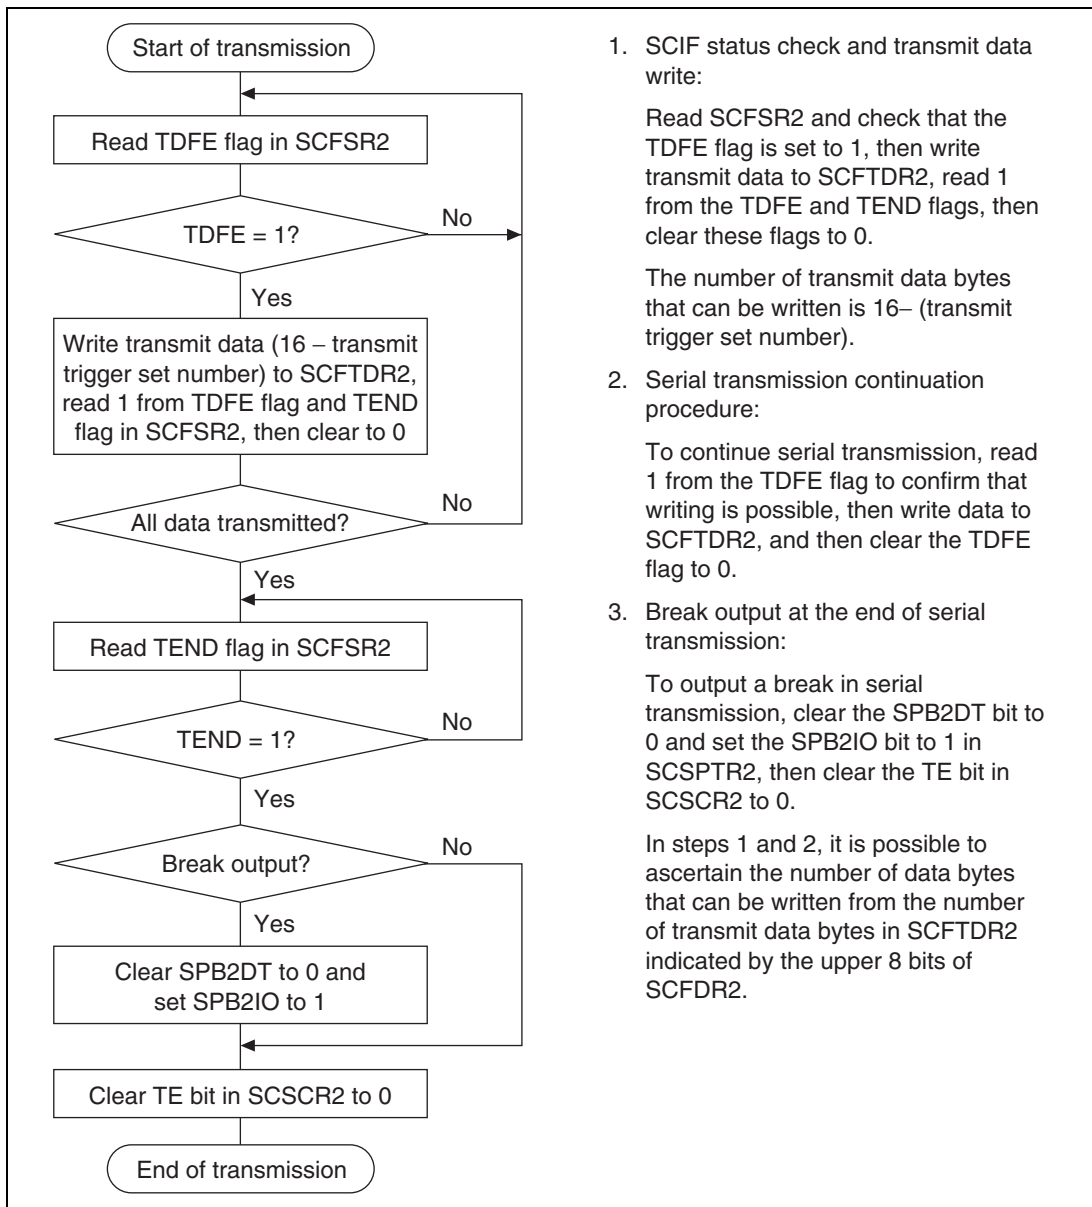 Start of transmission
Read TDFE flag in SCFSR2
TDFE = 1?
No
Yes
Write transmit data (16 – transmit
trigger set number) to SCFTDR2,
read 1 from TDFE flag and TEND
flag in SCFSR2, then clear to 0
All data transmitted?
No
Yes
Read TEND flag in SCFSR2
TEND = 1?
No
Yes
Break output?
No
Yes
Clear SPB2DT to 0 and
set SPB2IO to 1
Clear TE bit in SCSCR2 to 0
End of transmission
1. SCIF status check and transmit data
write:
Read SCFSR2 and check that the
TDFE flag is set to 1, then write
transmit data to SCFTDR2, read 1
from the TDFE and TEND flags, then
clear these flags to 0.
The number of transmit data bytes
that can be written is 16– (transmit
trigger set number).
2. Serial transmission continuation
procedure:
To continue serial transmission, read
1 from the TDFE flag to confirm that
writing is possible, then write data to
SCFTDR2, and then clear the TDFE
flag to 0.
3. Break output at the end of serial
transmission:
To output a break in serial
transmission, clear the SPB2DT bit to
0 and set the SPB2IO bit to 1 in
SCSPTR2, then clear the TE bit in
SCSCR2 to 0.
In steps 1 and 2, it is possible to
ascertain the number of data bytes
that can be written from the number
of transmit data bytes in SCFTDR2
indicated by the upper 8 bits of
SCFDR2.